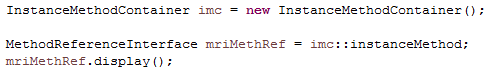 InstanceMethodContainer imc = new InstanceMethodContainer();
MethodReferenceInterface mriMethRef = imc::instanceMethod;
mriMethRef.display();